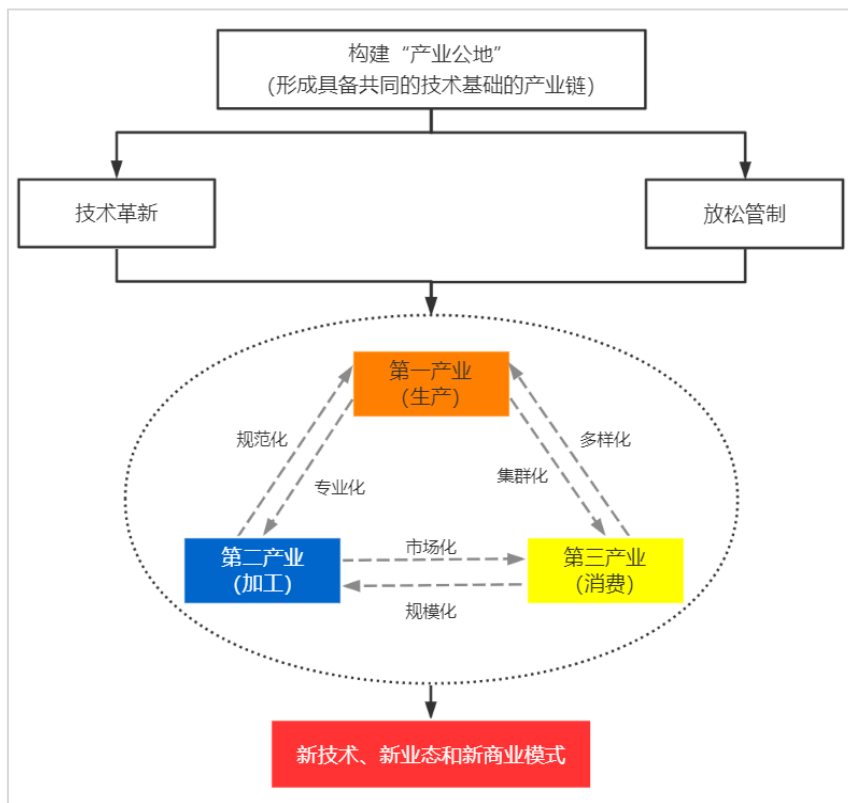 构建“产业公地”
（形成具备共同的技术基础的产业链）
技术革新
放松管制
第一产业
（生产）
规范化
多样化
专业化
集群化
第二产业
（加工）
市场化
第三产业
（消费）
规模化
新技术、新业态和新商业模式